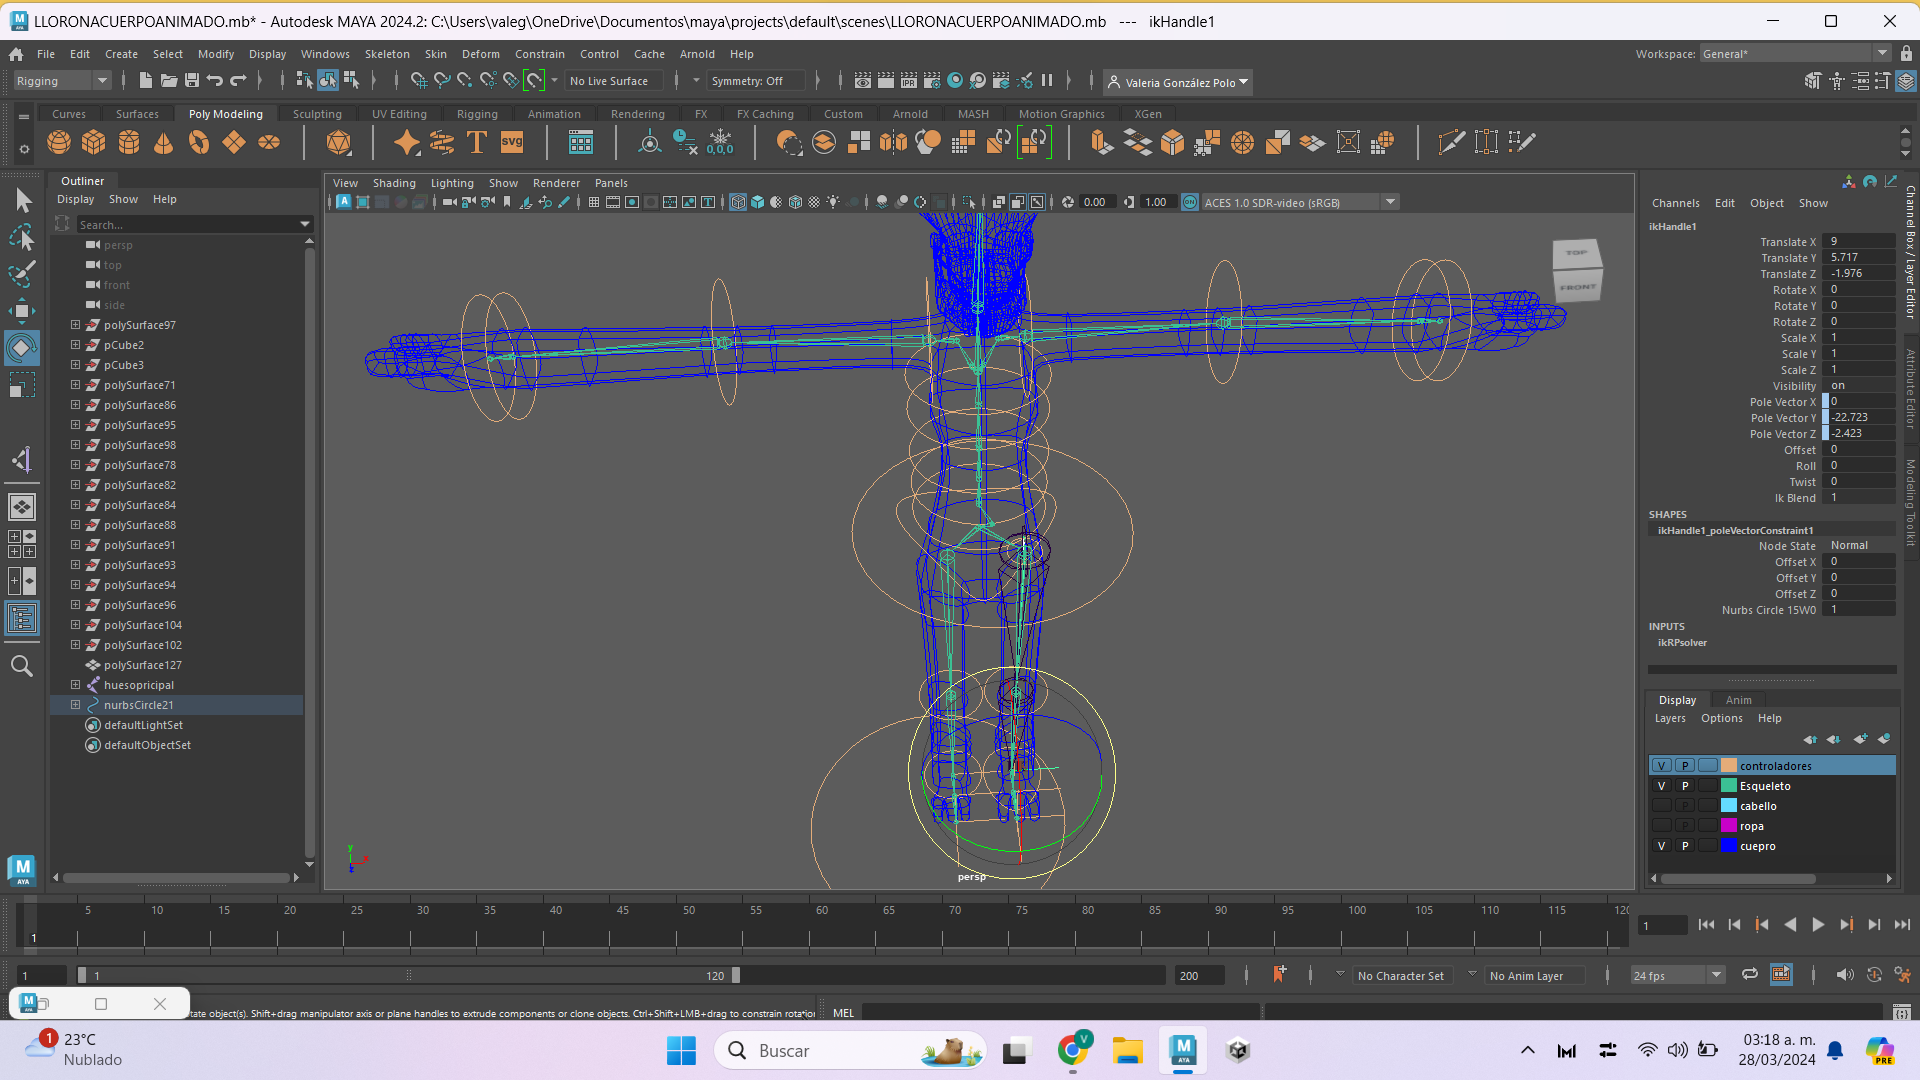 LLORONACUERPOANIMADO.mb* - Autodesk MAYA 2024.2: C:\Users\valeg\OneDrive\Documentos\maya\projects\default\scenes\LLORONACUERPOANIMADO.mb --- ikHandle1
File Edit Create Select Modify Display Windows Skeleton Skin Deform Constrain Control Cache Arnold Help
Workspace: General*
Rigging
No Live Surface
Symmetry: Off
IPR
Valeria González Polo
Curves Surfaces Poly Modeling Sculpting UV Editing Rigging Animation Rendering FX FX Caching Custom Arnold MASH Motion Graphics XGen
SVG
0,0,0
Outliner
Display Show Help
Search...
persp
top
front
side
polySurface97
pCube2
pCube3
polySurface71
polySurface86
polySurface95
polySurface98
polySurface78
polySurface82
polySurface84
polySurface88
polySurface91
polySurface93
polySurface94
polySurface96
polySurface104
polySurface102
polySurface127
huesopricipal
nurbsCircle21
defaultLightSet
defaultObjectSet
View Shading Lighting Show Renderer Panels
0.00
1.00
ACES 1.0 SDR-video (sRGB)
TOP
FRONT
y
x
z
persp
Channels Edit Object Show
ikHandle1
Translate X 9
Translate Y 5.717
Translate Z -1.976
Rotate X 0
Rotate Y 0
Rotate Z 0
Scale X 1
Scale Y 1
Scale Z 1
Visibility on
Pole Vector X 0
Pole Vector Y -22.723
Pole Vector Z -2.423
Offset 0
Roll 0
Twist 0
Ik Blend 1
SHAPES
ikHandle1_poleVectorConstraint1
Node State Normal
Offset X 0
Offset Y 0
Offset Z 0
Nurbs Circle 15W0 1
INPUTS
ikRPsolver
Display Anim
Layers Options Help
V P controladores
V P Esqueleto
P cabello
P ropa
V P cuepro
Channel Box / Layer Editor
Attribute Editor
Modeling Toolkit
5 10 15 20 25 30 35 40 45 50 55 60 65 70 75 80 85 90 95 100 105 110 115 120
1
1
1
1
120
200
No Character Set
No Anim Layer
24 fps
tate object(s). Shift+drag manipulator axis or plane handles to extrude components or clone objects. Ctrl+Shift+LMB+drag to constrain rotation
MEL
1
23°C
Nublado
Buscar
03:18 a. m.
28/03/2024
PRE